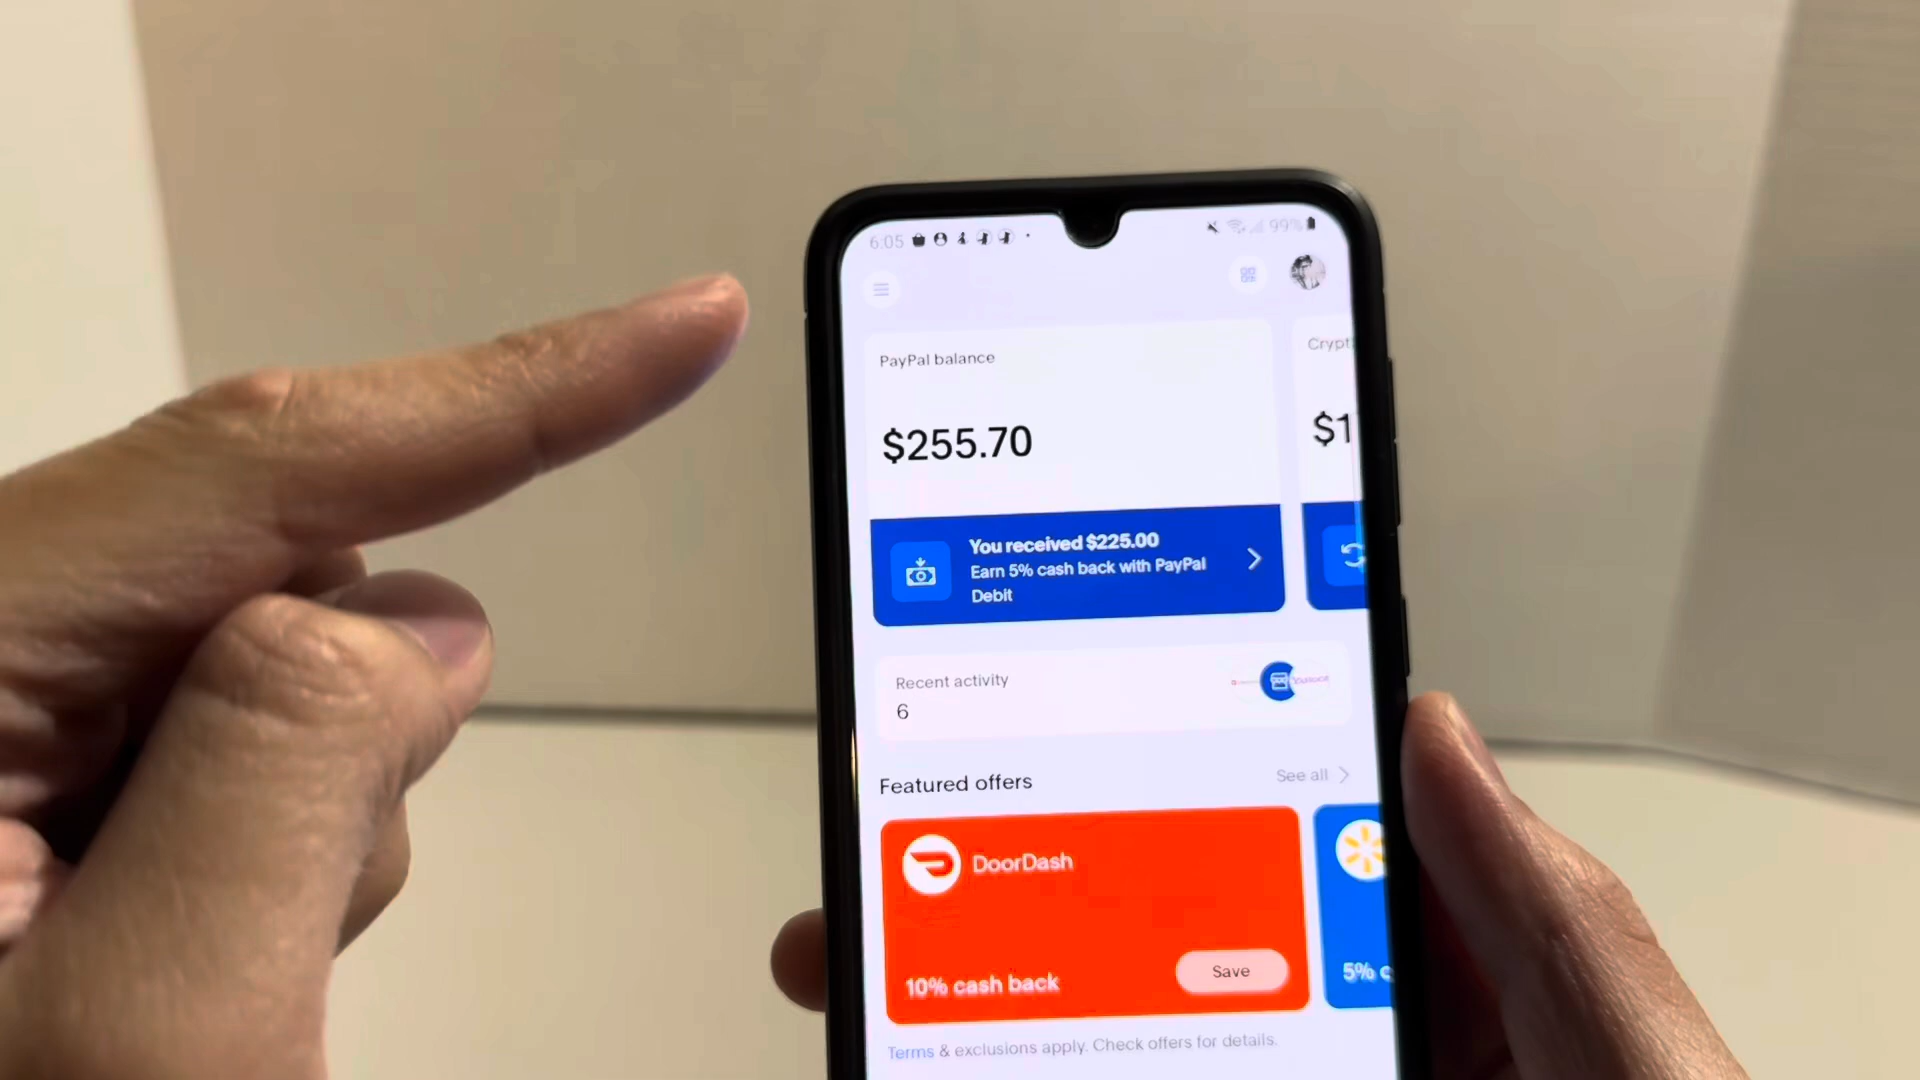 6:05 99%
PayPal balance
$255.70
You received $225.00
Earn 5% cash back with PayPal
Debit
Crypt
$1
Recent activity
6
Featured offers
See all
DoorDash
10% cash back
Save
5% c
Terms & exclusions apply. Check offers for details.